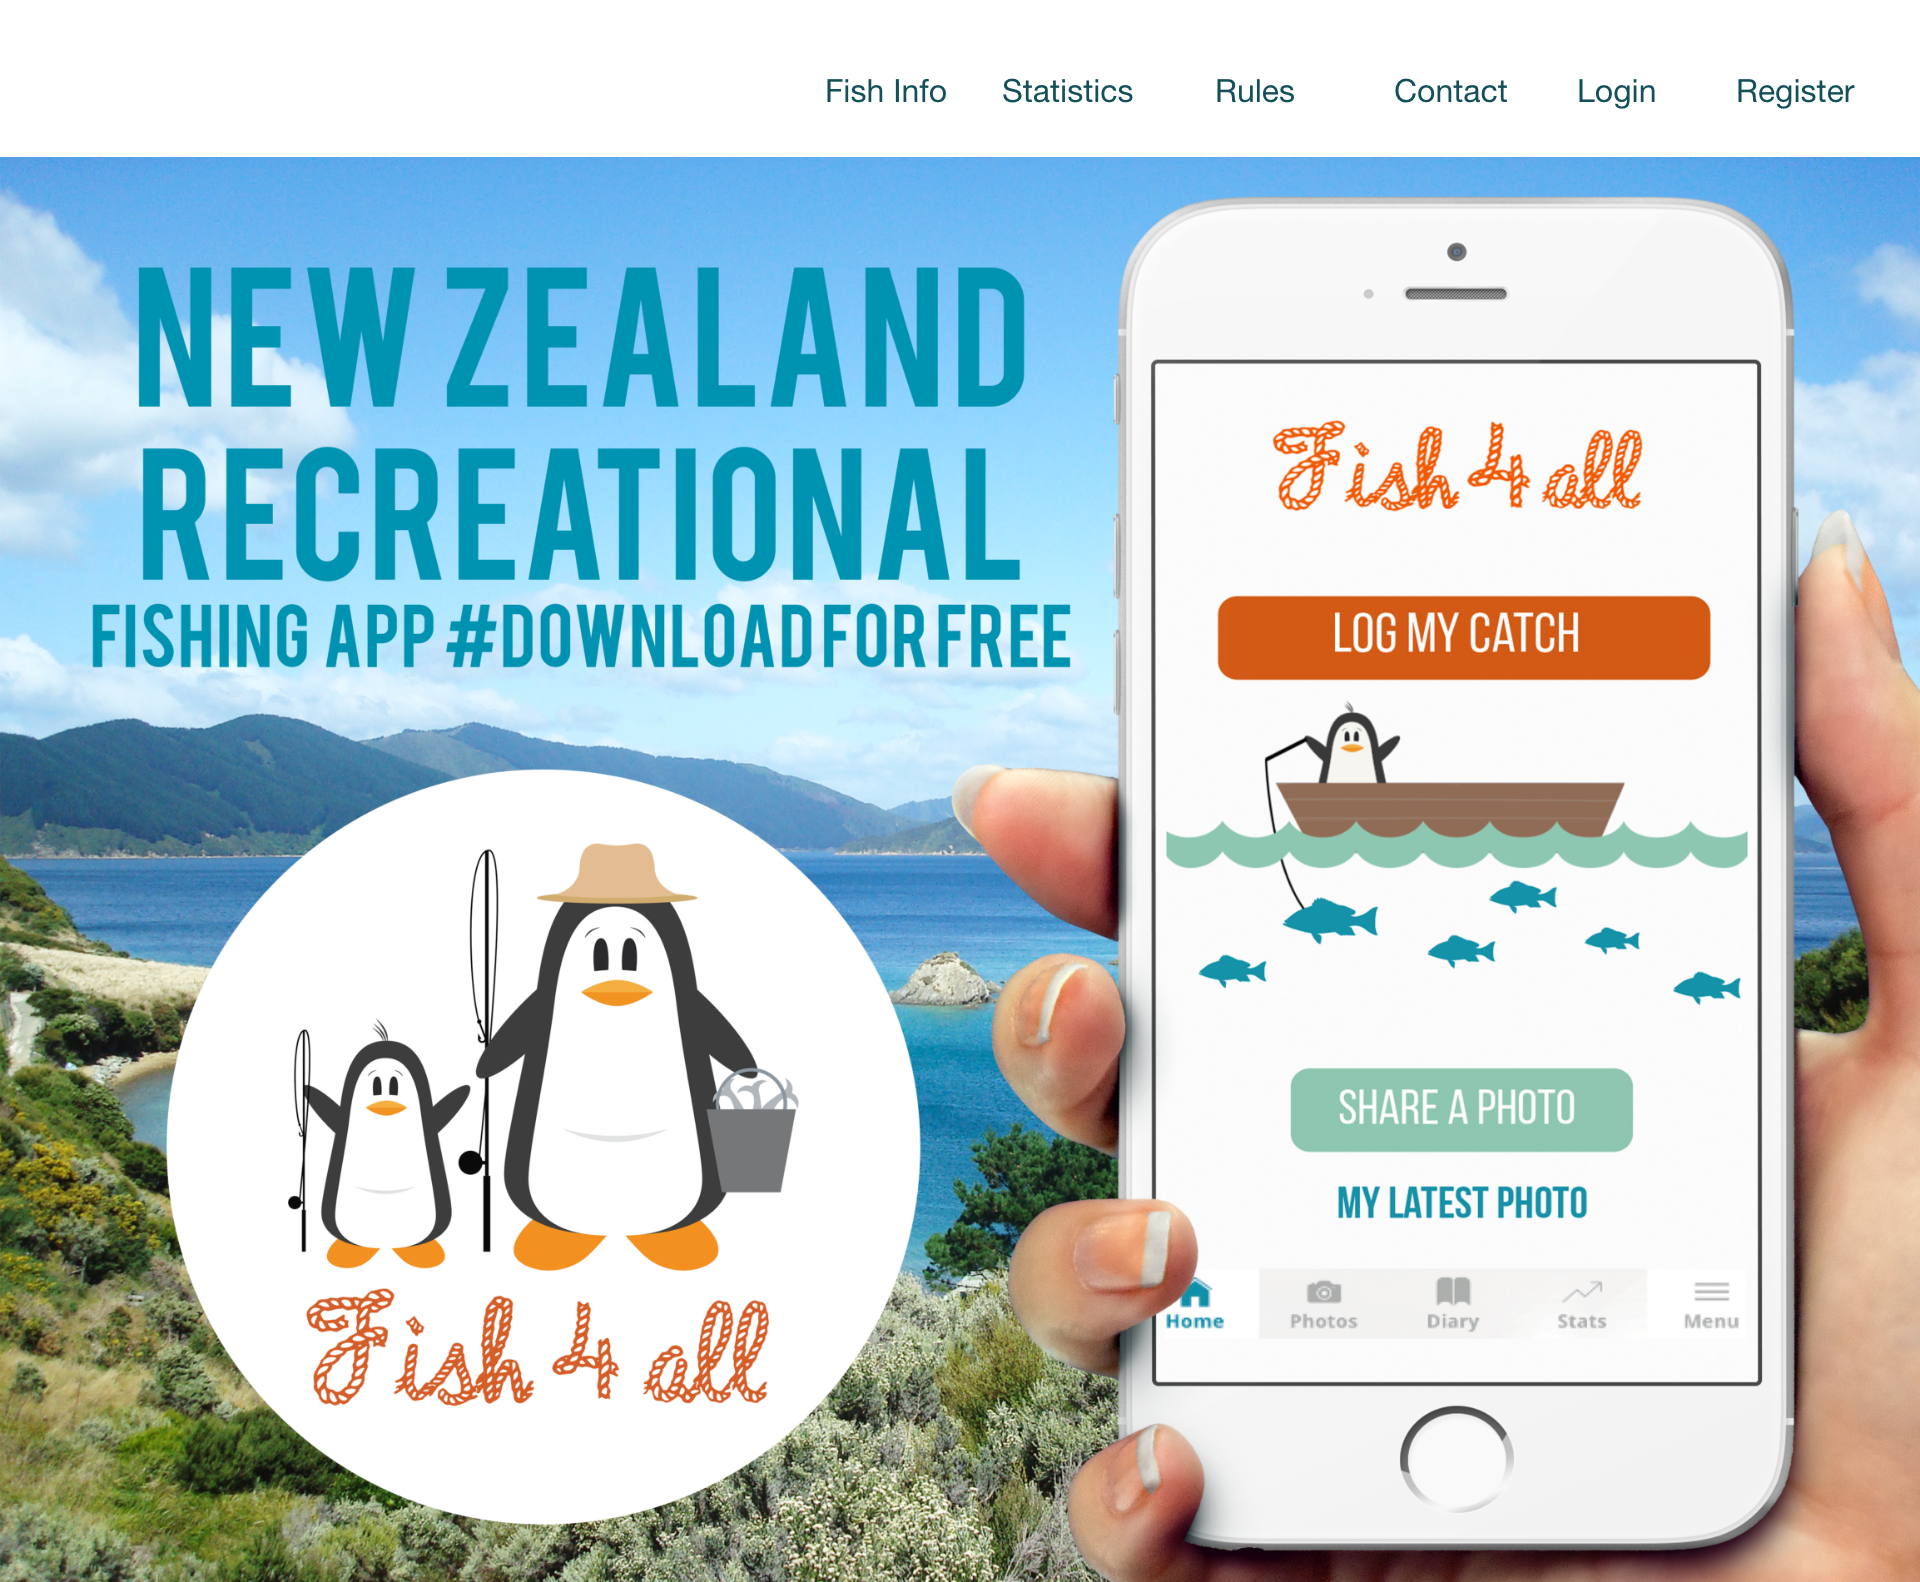 Fish Info Statistics Rules Contact Login Register
NEW ZEALAND
RECREATIONAL
FISHING APP #DOWNLOADFORFREE
Fish 4 all
Fish 4 all
LOG MY CATCH
SHARE A PHOTO
MY LATEST PHOTO
Home Photos Diary Stats Menu